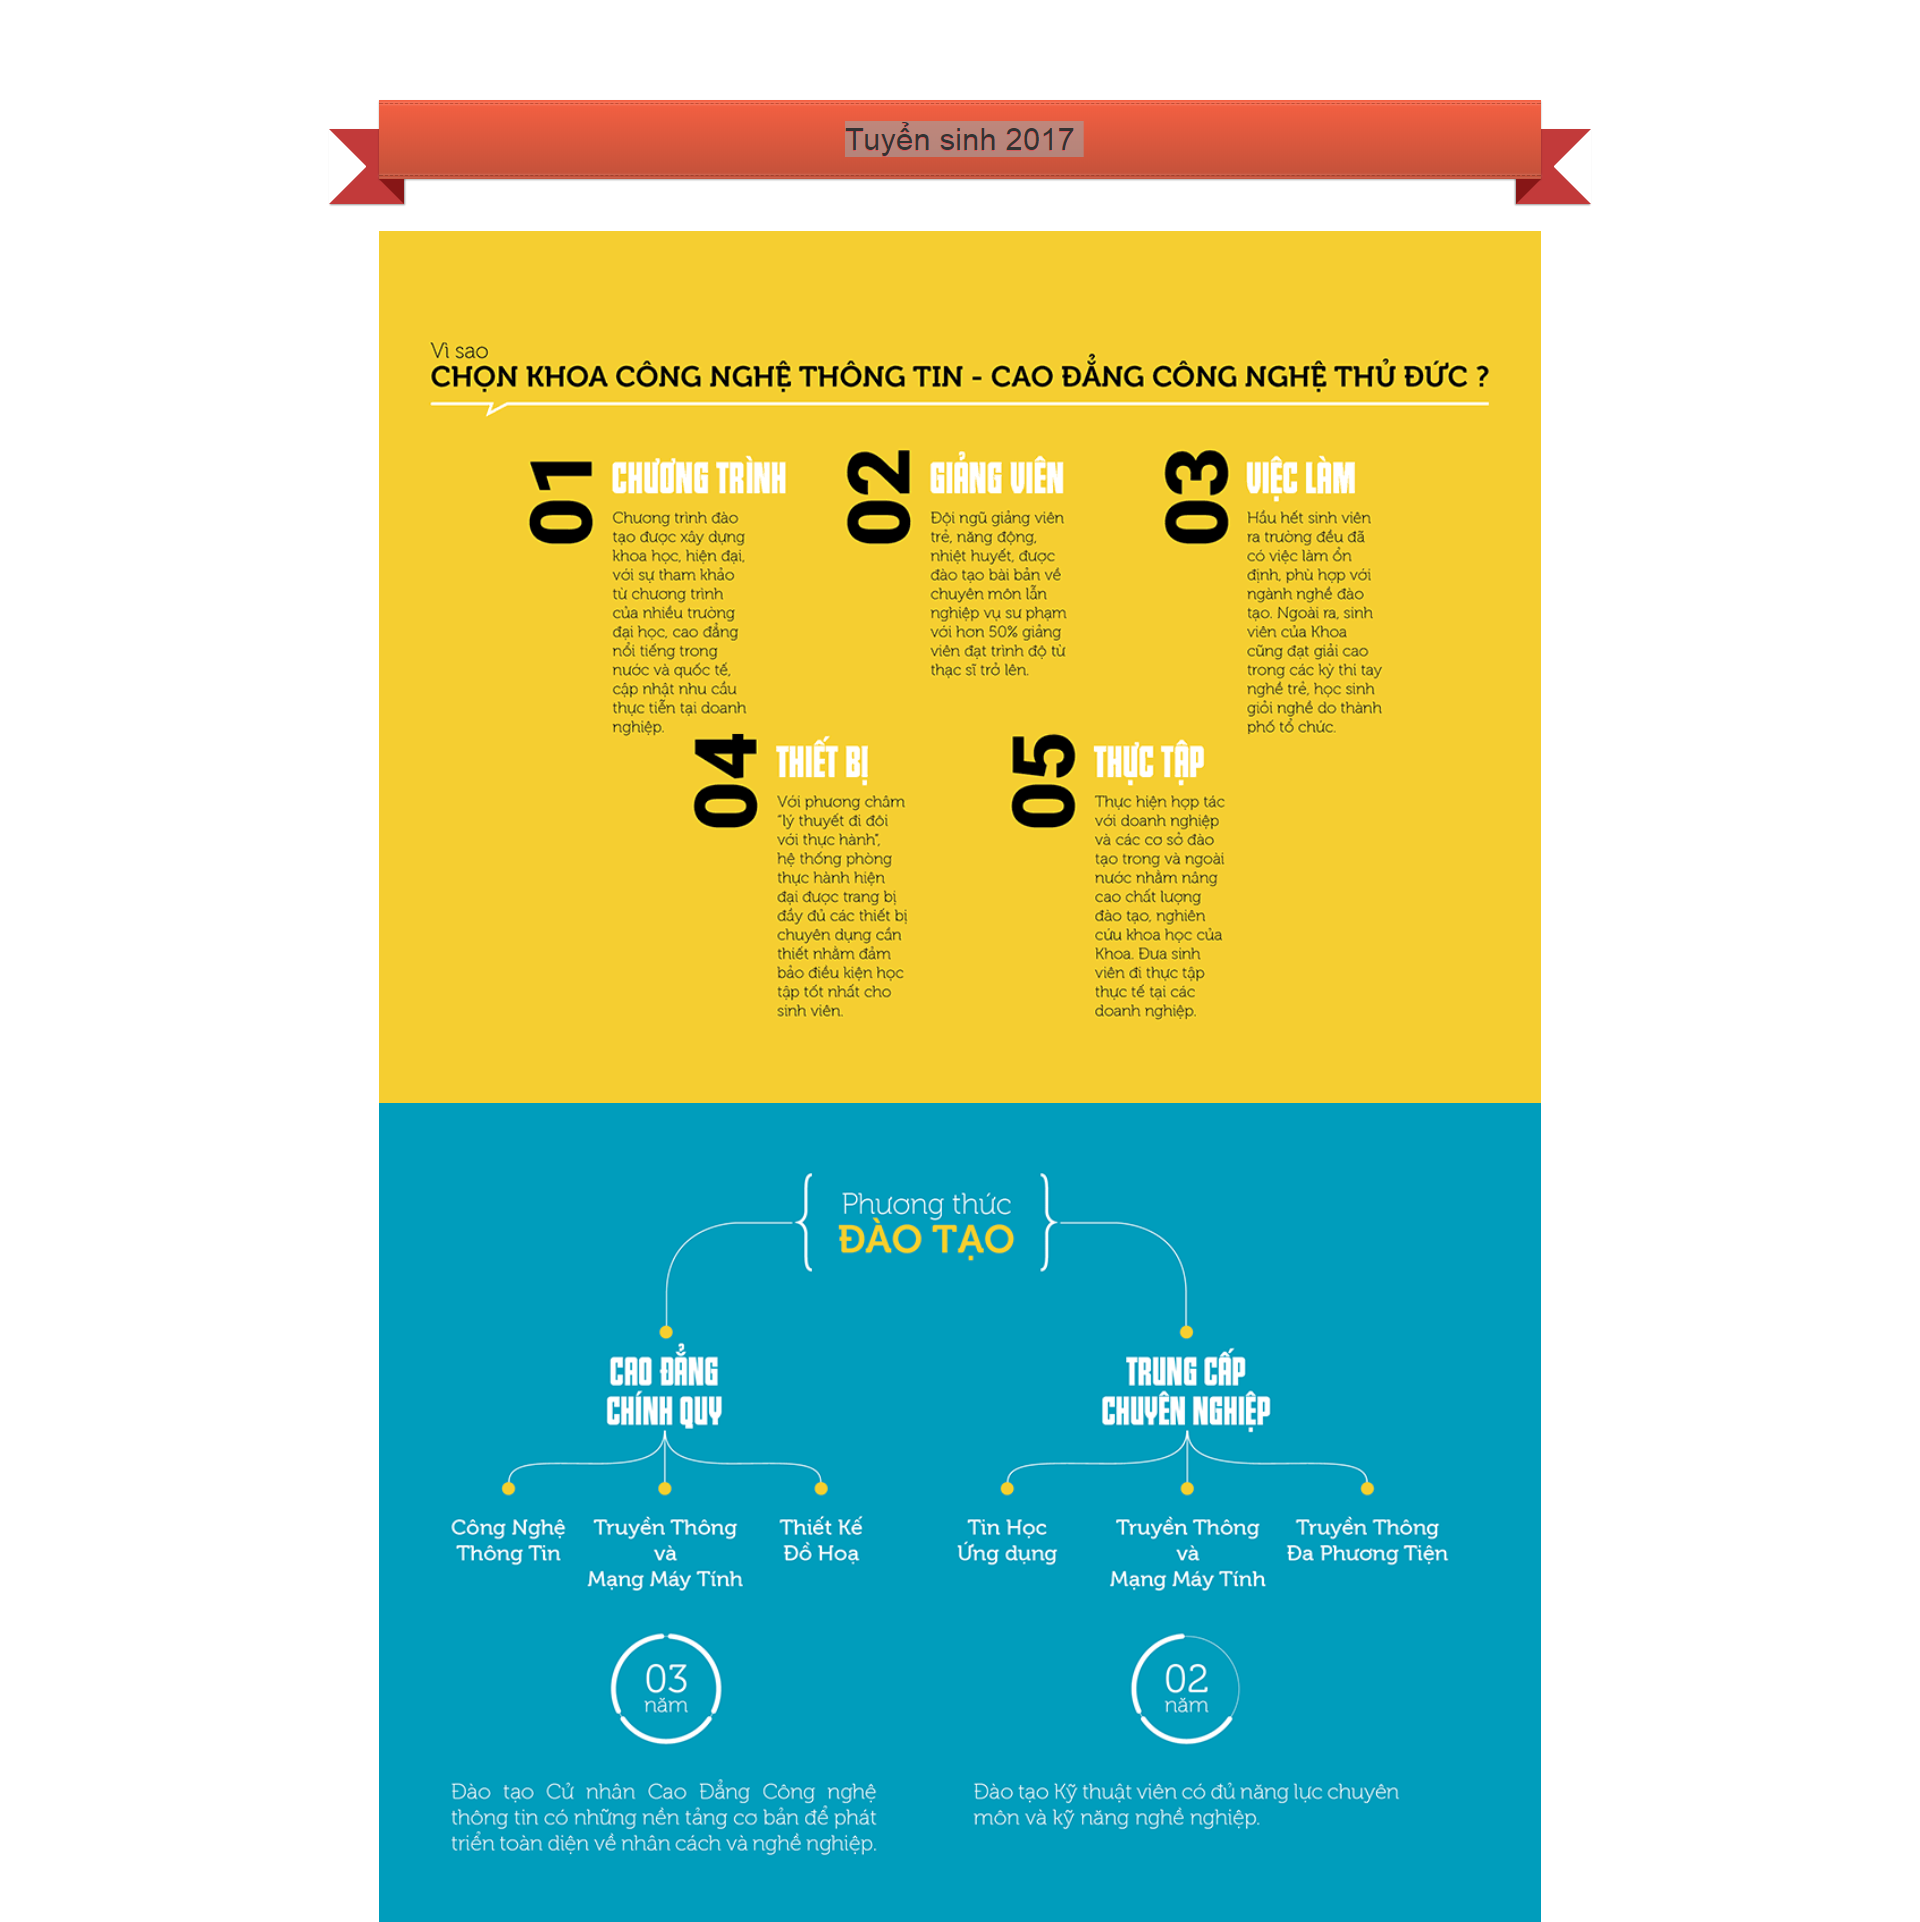 Tuyển sinh 2017
Vì sao
CHỌN KHOA CÔNG NGHỆ THÔNG TIN - CAO ĐẲNG CÔNG NGHỆ THỦ ĐỨC ?
01
CHƯƠNG TRÌNH
Chương trình đào
tạo được xây dựng
khoa học, hiện đại,
với sự tham khảo
từ chương trình
của nhiều trường
đại học, cao đẳng
nổi tiếng trong
nước và quốc tế,
cập nhật nhu cầu
thực tiễn tại doanh
nghiệp.
02
GIẢNG VIÊN
Đội ngũ giảng viên
trẻ, năng động,
nhiệt huyết, được
đào tạo bài bản về
chuyên môn lẫn
nghiệp vụ sư phạm
với hơn 50% giảng
viên đạt trình độ từ
thạc sĩ trở lên.
03
VIỆC LÀM
Hầu hết sinh viên
ra trường đều đã
có việc làm ổn
định, phù hợp với
ngành nghề đào
tạo. Ngoài ra, sinh
viên của Khoa
cũng đạt giải cao
trong các kỳ thi tay
nghề trẻ, học sinh
giỏi nghề do thành
phố tổ chức.
04
THIẾT BỊ
Với phương châm
“lý thuyết đi đôi
với thực hành”,
hệ thống phòng
thực hành hiện
đại được trang bị
đầy đủ các thiết bị
chuyên dụng cần
thiết nhằm đảm
bảo điều kiện học
tập tốt nhất cho
sinh viên.
05
THỰC TẬP
Thực hiện hợp tác
với doanh nghiệp
và các cơ sở đào
tạo trong và ngoài
nước nhằm nâng
cao chất lượng
đào tạo, nghiên
cứu khoa học của
Khoa. Đưa sinh
viên đi thực tập
thực tế tại các
doanh nghiệp.
Phương thức
ĐÀO TẠO
CAO ĐẲNG
CHÍNH QUY
Công Nghệ
Thông Tin
Truyền Thông
và
Mạng Máy Tính
Thiết Kế
Đồ Hoạ
03
năm
Đào tạo Cử nhân Cao Đẳng Công nghệ
thông tin có những nền tảng cơ bản để phát
triển toàn diện về nhân cách và nghề nghiệp.
TRUNG CẤP
CHUYÊN NGHIỆP
Tin Học
Ứng dụng
Truyền Thông
và
Mạng Máy Tính
Truyền Thông
Đa Phương Tiện
02
năm
Đào tạo Kỹ thuật viên có đủ năng lực chuyên
môn và kỹ năng nghề nghiệp.